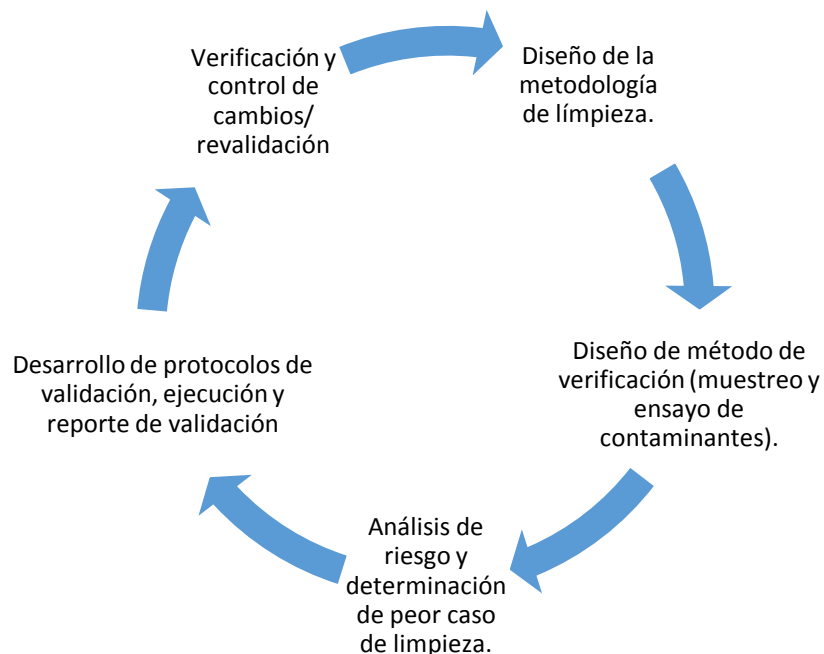 Verificación y
control de
cambios/
revalidación
Diseño de la
metodología
de límpieza.
Diseño de método de
verificación (muestreo y
ensayo de
contaminantes).
Análisis de
riesgo y
determinación
de peor caso
de limpieza.
Desarrollo de protocolos de
validación, ejecución y
reporte de validación